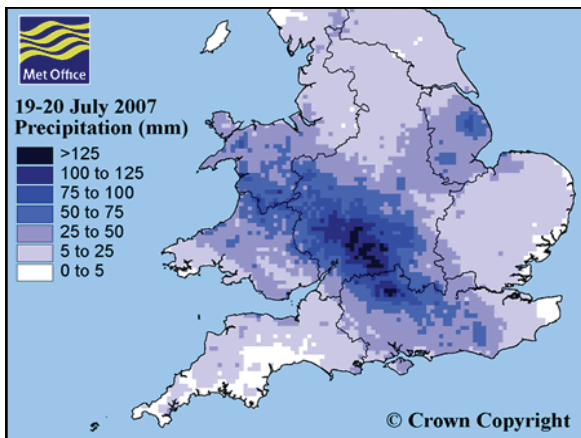 Met Office
19-20 July 2007
Precipitation (mm)
>125
100 to 125
75 to 100
50 to 75
25 to 50
5 to 25
0 to 5
© Crown Copyright